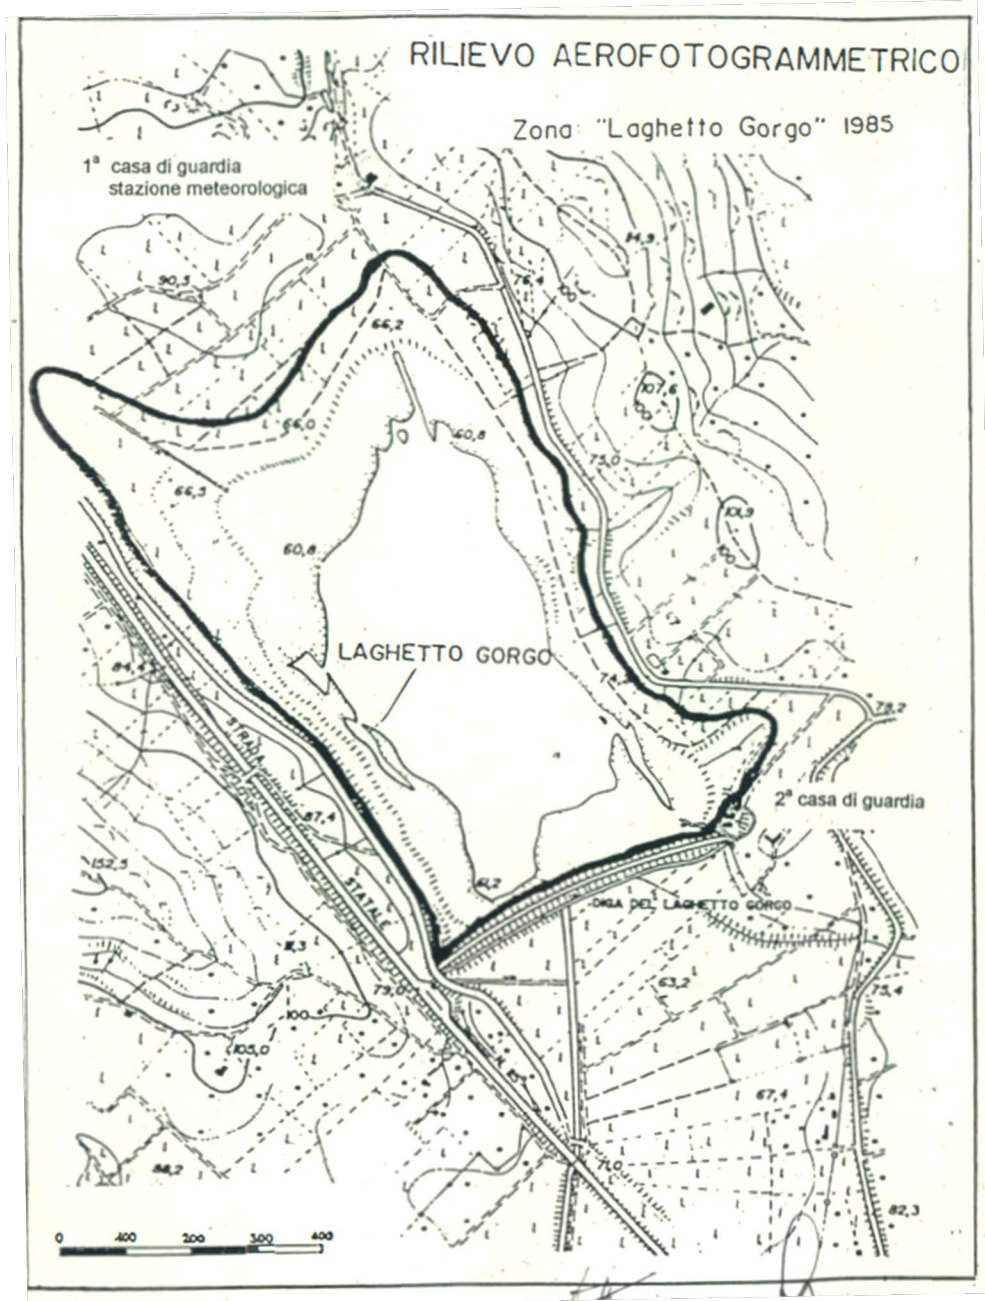 RILIEVO AEROFOTOGRAMMETRICO
Zona: "Laghetto Gorgo" 1985
1ª casa di guardia
stazione meteorologica
90,5
76,4
66,2
107,6
66,0
60,8
75,0
66,5
101,9
60,8
LAGHETTO GORGO
84,4
78,2
STRADA
2ª casa di guardia
87,4
152,5
61,2
STATALE
DIGA DEL LAGHETTO GORGO
79,0
63,2
75,4
100
105,0
67,4
71,0
88,2
82,3
0 100 200 300 400